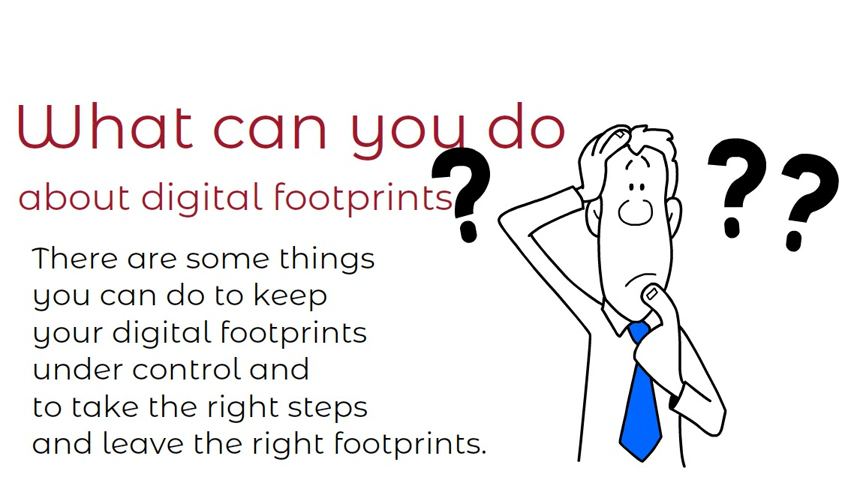 What can you do
about digital footprints?
There are some things
you can do to keep
your digital footprints
under control and
to take the right steps
and leave the right footprints.
? ?